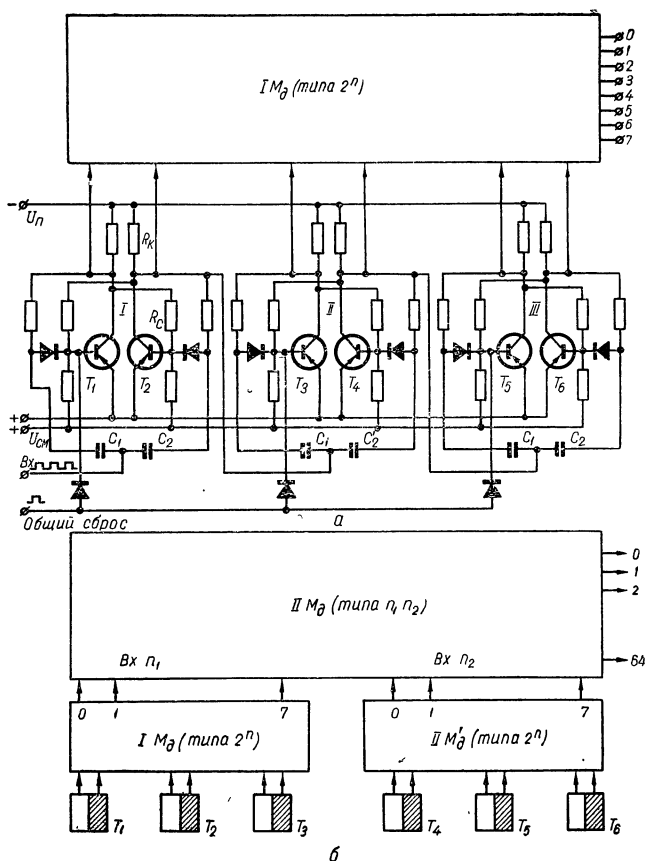 I Mд (типа 2ⁿ)
0
1
2
3
4
5
6
7
− Uп
Rк
I
II
III
Rс
T₁ T₂ T₃ T₄ T₅ T₆
+
+
Uсм
C₁ C₂ C₁ C₂ C₁ C₂
Вх
Общий сброс
а
II Mд (типа n₁ n₂)
0
1
2
64
Вх n₁ Вх n₂
0 1 7 0 1 7
I Mд (типа 2ⁿ) II M'д (типа 2ⁿ)
T₁ T₂ T₃ T₄ T₅ T₆
б